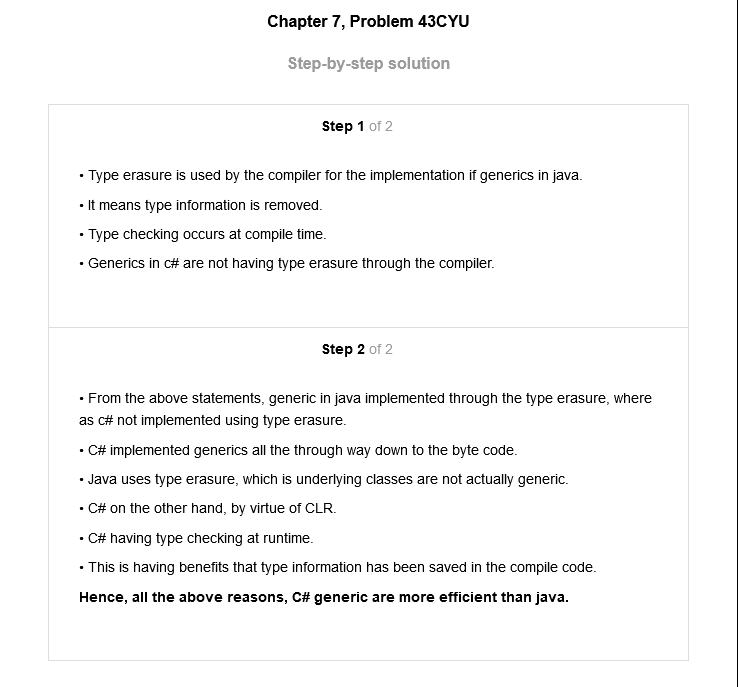 Chapter 7, Problem 43CYU
Step-by-step solution
Step 1 of 2
• Type erasure is used by the compiler for the implementation if generics in java.
• It means type information is removed.
• Type checking occurs at compile time.
• Generics in c# are not having type erasure through the compiler.
Step 2 of 2
• From the above statements, generic in java implemented through the type erasure, where
as c# not implemented using type erasure.
• C# implemented generics all the through way down to the byte code.
• Java uses type erasure, which is underlying classes are not actually generic.
• C# on the other hand, by virtue of CLR.
• C# having type checking at runtime.
• This is having benefits that type information has been saved in the compile code.
Hence, all the above reasons, C# generic are more efficient than java.